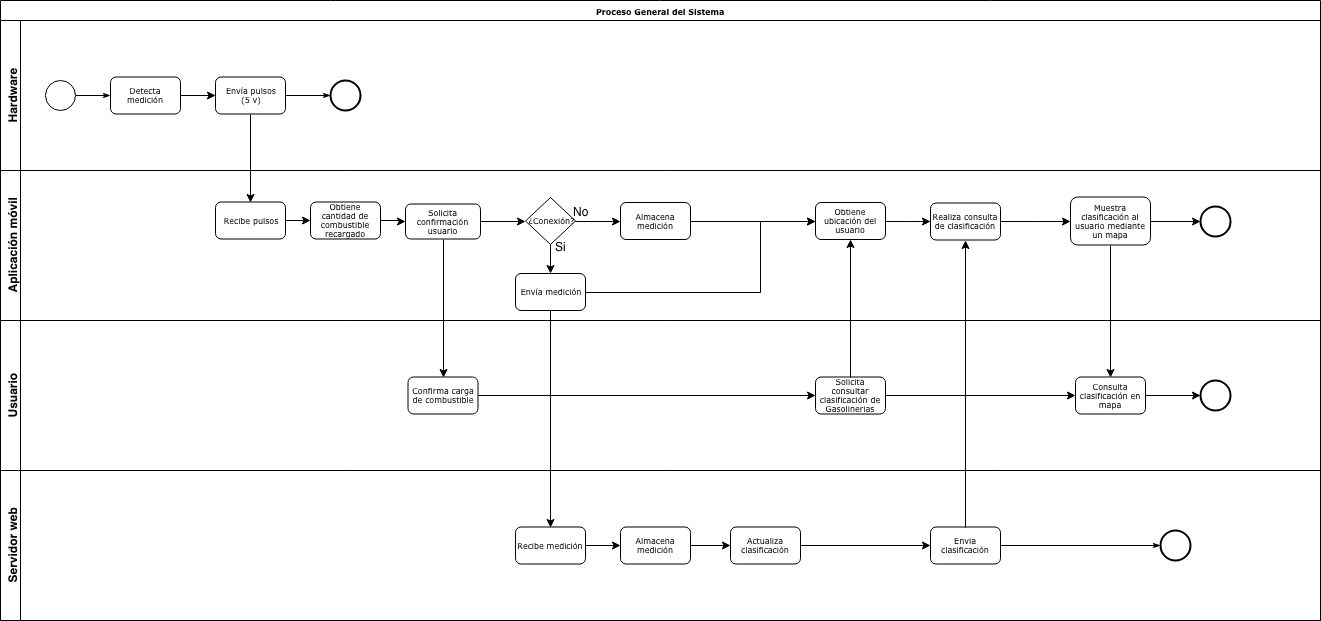 Proceso General del Sistema
Hardware
Detecta
medición
Envía pulsos
(5 v)
Aplicación móvil
Recibe pulsos
Obtiene
cantidad de
combustible
recargado
Solicita
confirmación
usuario
¿Conexión?
No
Si
Almacena
medición
Envía medición
Obtiene
ubicación del
usuario
Realiza consulta
de clasificación
Muestra
clasificación al
usuario mediante
un mapa
Usuario
Confirma carga
de combustible
Solicita
consultar
clasificación de
Gasolinerias
Consulta
clasificación en
mapa
Servidor web
Recibe medición
Almacena
medición
Actualiza
clasificación
Envia
clasificación